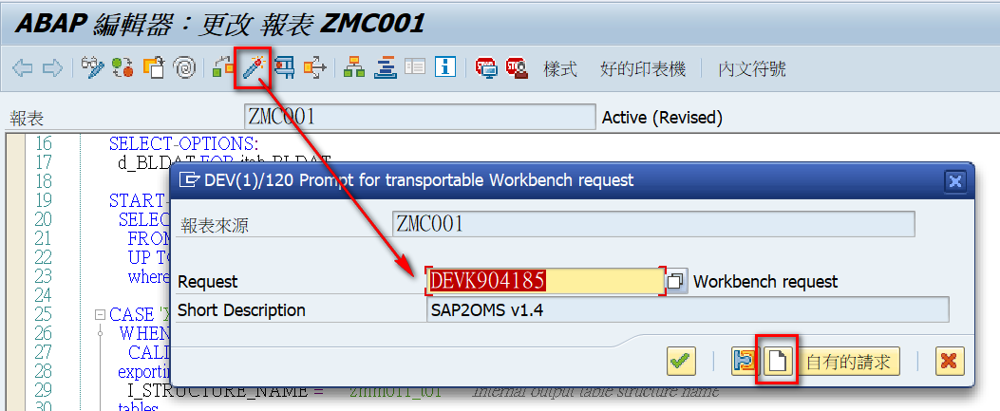 ABAP 編輯器：更改 報表 ZMC001
樣式 好的印表機 內文符號
報表 ZMC001 Active (Revised)
16 SELECT-OPTIONS:
17 d_BLDAT FOR itab-BLDAT
18
DEV(1)/120 Prompt for transportable Workbench request
19 START-
20 SELEC
報表來源 ZMC001
21 FROM
22 UP TO
23 where
Request DEVK904185 Workbench request
24
Short Description SAP2OMS v1.4
25 CASE 'X
26 WHEN
27 CALL
自有的請求
28 exportin
29 I_STRUCTURE_NAME = 'zmm011_t01' "Internal output table structure name
30 tables